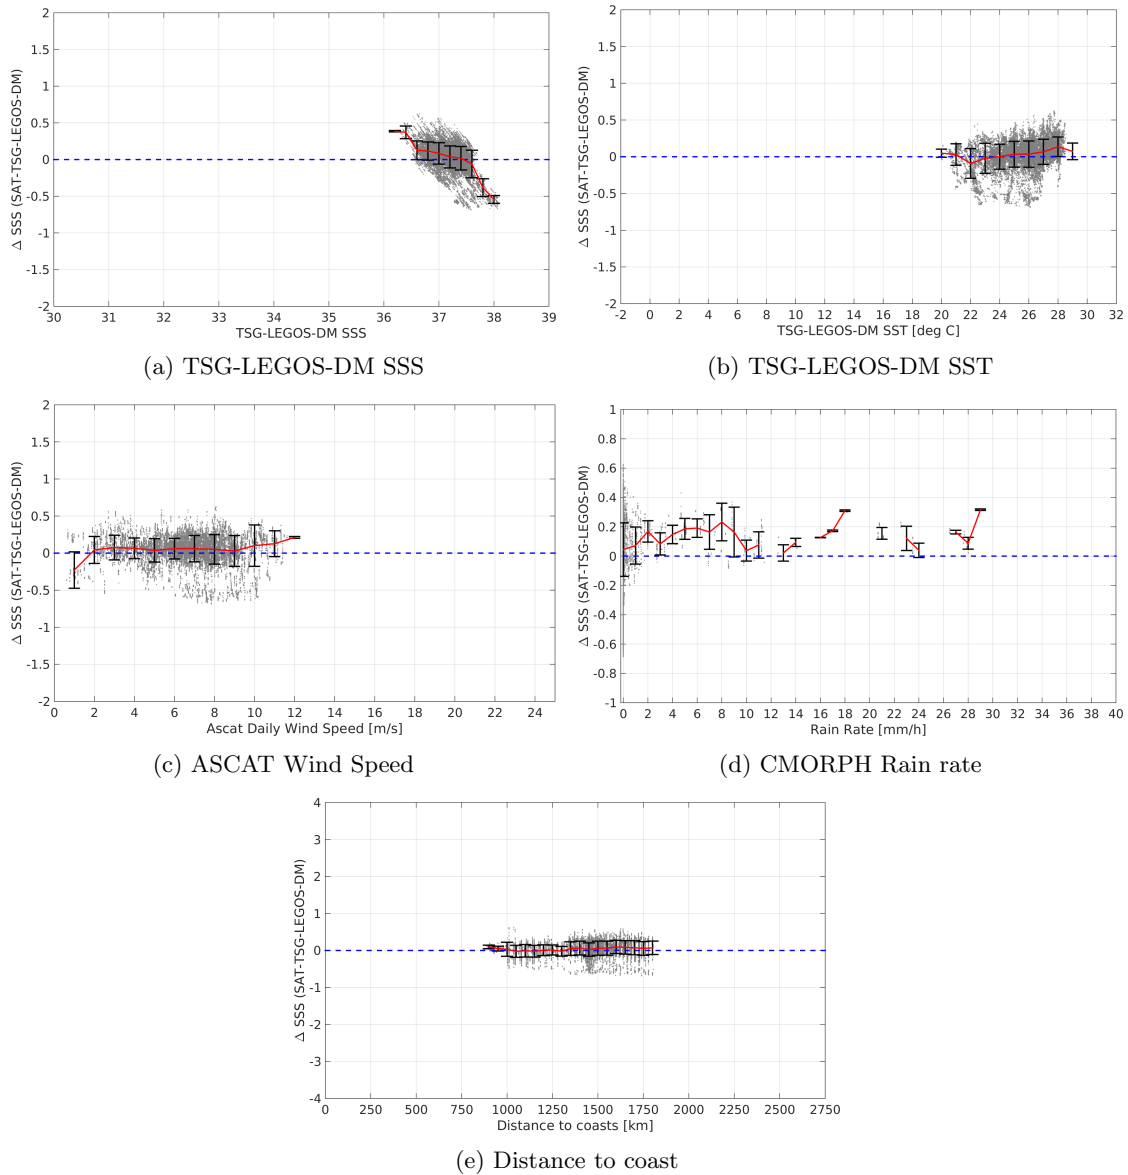 2
1.5
1
0.5
0
-0.5
-1
-1.5
-2
Δ SSS (SAT-TSG-LEGOS-DM)
30 31 32 33 34 35 36 37 38 39
TSG-LEGOS-DM SSS
(a) TSG-LEGOS-DM SSS
2
1.5
1
0.5
0
-0.5
-1
-1.5
-2
Δ SSS (SAT-TSG-LEGOS-DM)
-2 0 2 4 6 8 10 12 14 16 18 20 22 24 26 28 30 32
TSG-LEGOS-DM SST [deg C]
(b) TSG-LEGOS-DM SST
2
1.5
1
0.5
0
-0.5
-1
-1.5
-2
Δ SSS (SAT-TSG-LEGOS-DM)
0 2 4 6 8 10 12 14 16 18 20 22 24
Ascat Daily Wind Speed [m/s]
(c) ASCAT Wind Speed
1
0.8
0.6
0.4
0.2
0
-0.2
-0.4
-0.6
-0.8
-1
Δ SSS (SAT-TSG-LEGOS-DM)
0 2 4 6 8 10 12 14 16 18 20 22 24 26 28 30 32 34 36 38 40
Rain Rate [mm/h]
(d) CMORPH Rain rate
4
3
2
1
0
-1
-2
-3
-4
Δ SSS (SAT-TSG-LEGOS-DM)
0 250 500 750 1000 1250 1500 1750 2000 2250 2500 2750
Distance to coasts [km]
(e) Distance to coast